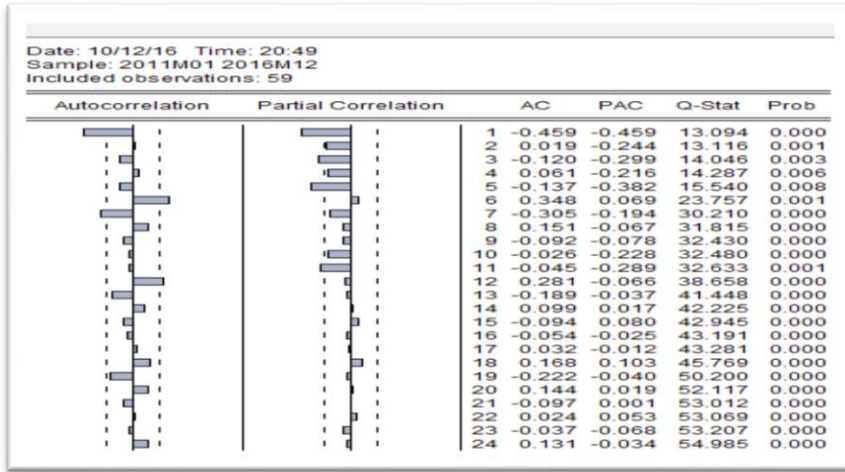 Date: 10/12/16 Time: 20:49
Sample: 2011M01 2016M12
Included observations: 59
Autocorrelation Partial Correlation AC PAC Q-Stat Prob
1 -0.459 -0.459 13.094 0.000
2 0.019 -0.244 13.116 0.001
3 -0.120 -0.299 14.046 0.003
4 0.061 -0.216 14.287 0.006
5 -0.137 -0.382 15.540 0.008
6 0.348 0.069 23.757 0.001
7 -0.305 -0.194 30.210 0.000
8 0.151 -0.067 31.815 0.000
9 -0.092 -0.078 32.430 0.000
10 -0.026 -0.228 32.480 0.000
11 -0.045 -0.289 32.633 0.001
12 0.281 -0.066 38.658 0.000
13 -0.189 -0.037 41.448 0.000
14 0.099 0.017 42.225 0.000
15 -0.094 0.080 42.945 0.000
16 -0.054 -0.025 43.191 0.000
17 0.032 -0.012 43.281 0.000
18 0.168 0.103 45.769 0.000
19 -0.222 -0.040 50.200 0.000
20 0.144 0.019 52.117 0.000
21 -0.097 0.001 53.012 0.000
22 0.024 0.053 53.069 0.000
23 -0.037 -0.068 53.207 0.000
24 0.131 -0.034 54.985 0.000